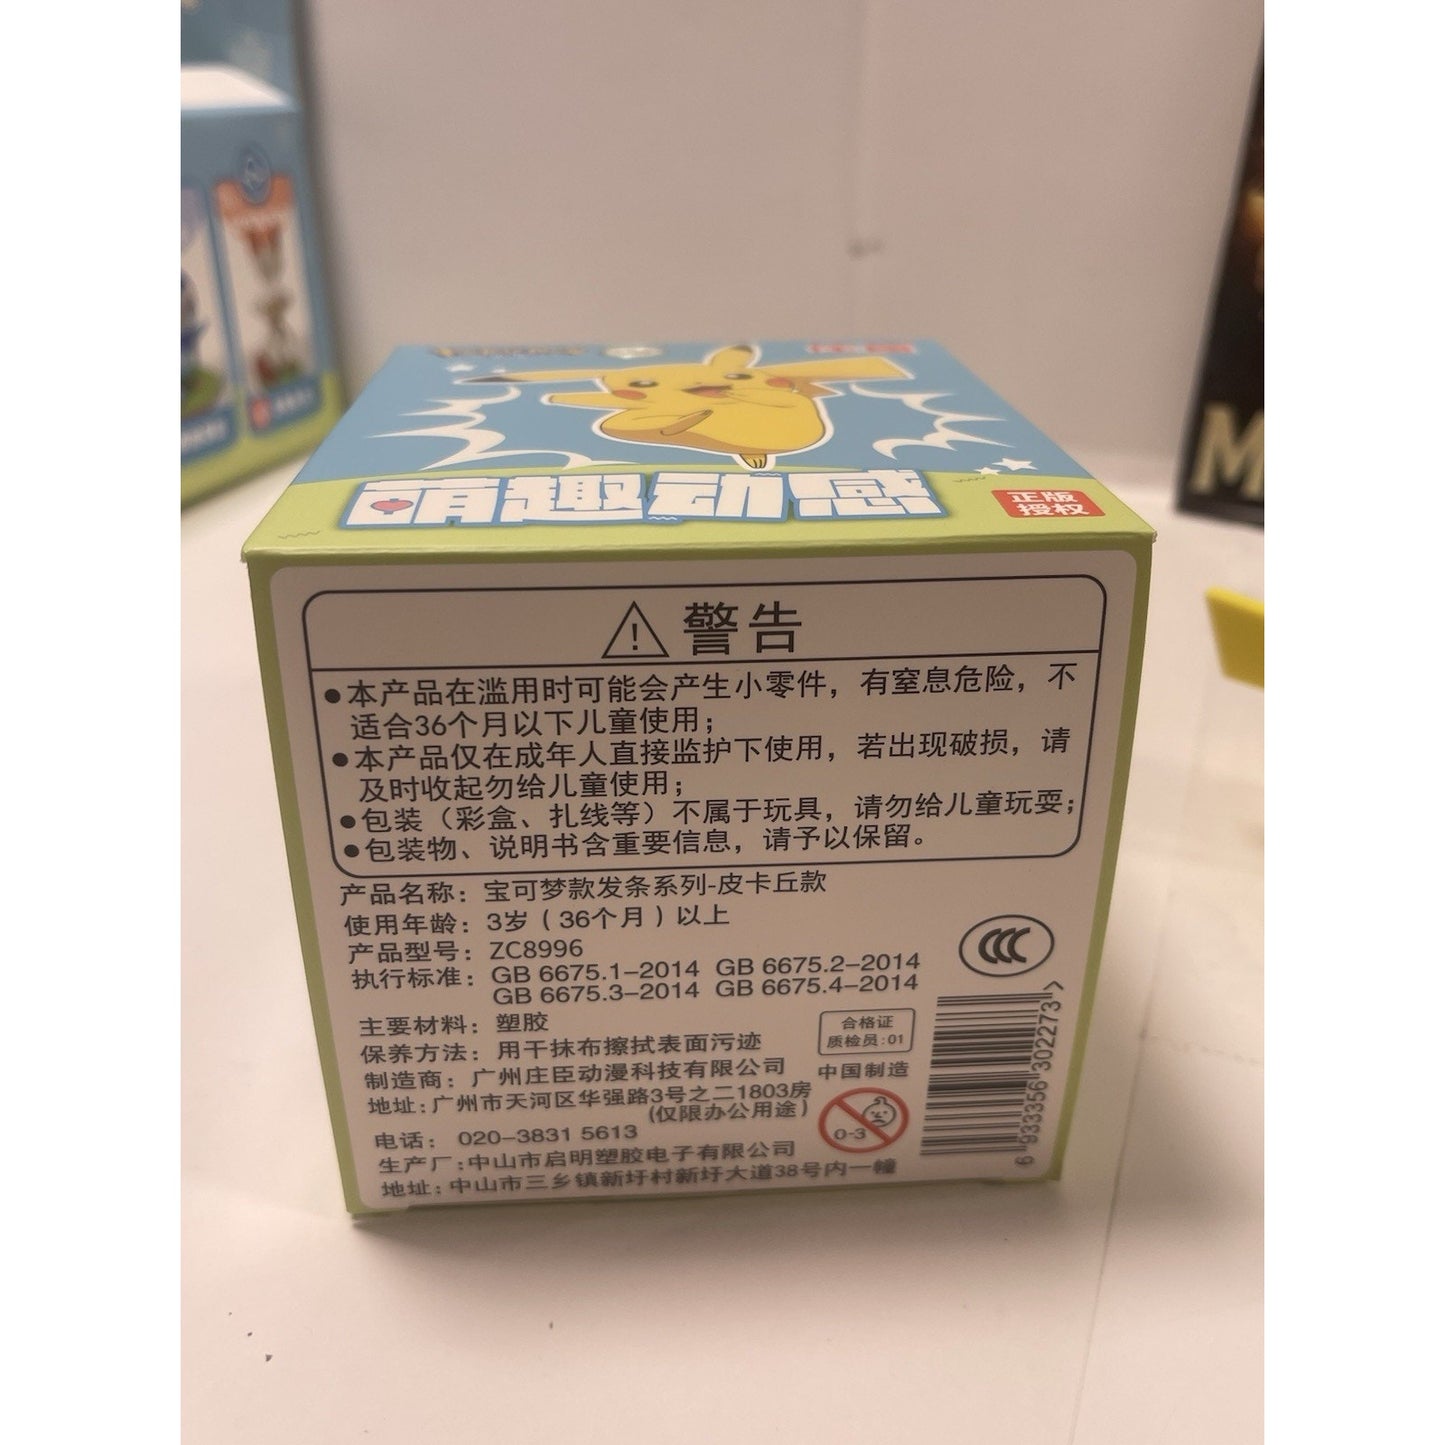 萌趣动感
正版
授权
警告
●本产品在滥用时可能会产生小零件，有窒息危险，不
适合36个月以下儿童使用；
●本产品仅在成年人直接监护下使用，若出现破损，请
及时收起勿给儿童使用；
●包装（彩盒、扎线等）不属于玩具，请勿给儿童玩耍；
●包装物、说明书含重要信息，请予以保留。
产品名称：宝可梦款发条系列-皮卡丘款
使用年龄：3岁（36个月）以上
产品型号：ZC8996
执行标准：GB 6675.1–2014 GB 6675.2–2014
GB 6675.3–2014 GB 6675.4–2014
主要材料：塑胶
保养方法：用干抹布擦拭表面污迹
制造商：广州庄臣动漫科技有限公司
地址:广州市天河区华强路3号之二1803房
(仅限办公用途)
电话：020–3831 5613
生产厂:中山市启明塑胶电子有限公司
地址:中山市三乡镇新圩村新圩大道38号内一幢
CCC
合格证
质检员:01
中国制造
0-3
6 933356 302273 >
M